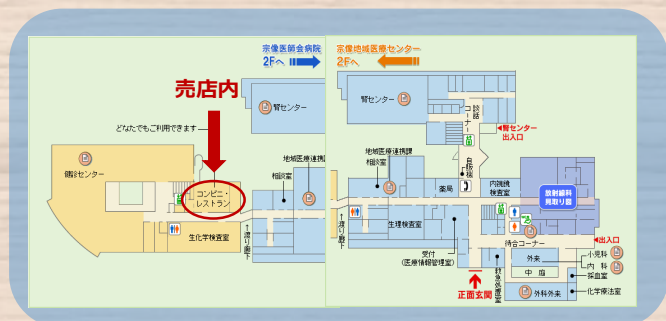 宗像医師会病院
2Fへ
宗像地域医療センター
2Fへ
売店内
腎センター
どなたでもご利用できます
健診センター
コンビニ・
レストラン
生化学検査室
地域医療連携
相談室
渡り廊下
腎センター
談話
コーナー
腎センター
出入口
自販機
地域医療連携課
相談室
薬局
内視鏡
検査室
放射線科
見取り図
渡り廊下
生理検査室
受付
(医療情報管理室)
待合コーナー
出入口
正面玄関
救急処置室
外来
中庭
外科外来
小児科
内科
採血室
化学療法室